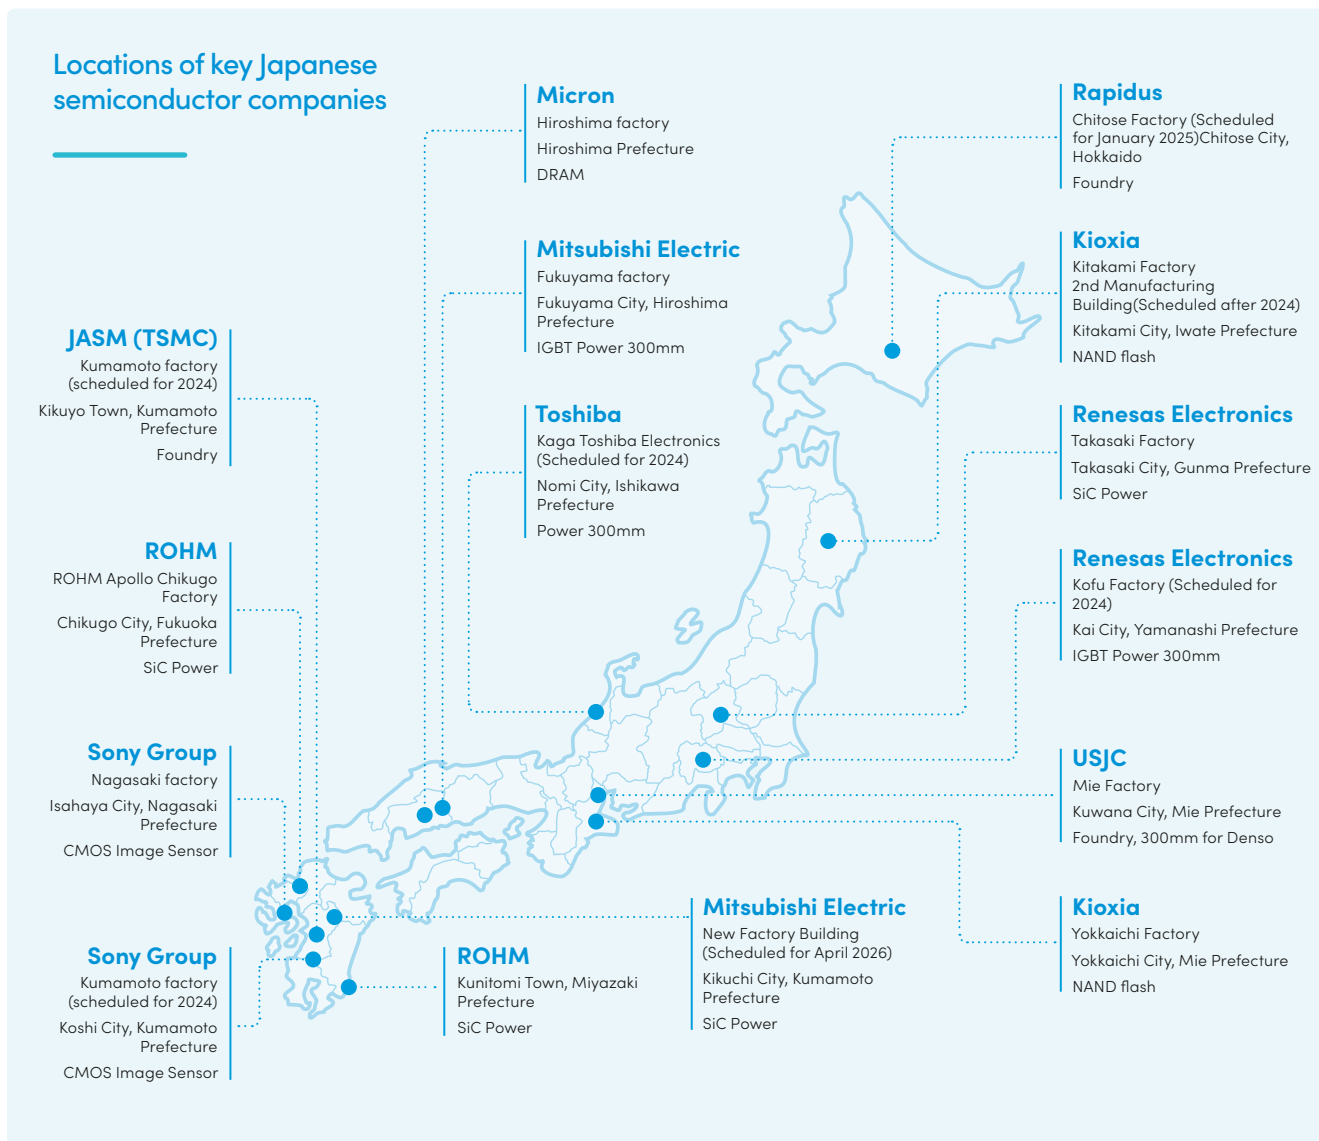 Locations of key Japanese
semiconductor companies
Micron
Hiroshima factory
Hiroshima Prefecture
DRAM
Rapidus
Chitose Factory (Scheduled
for January 2025)Chitose City,
Hokkaido
Foundry
Mitsubishi Electric
Fukuyama factory
Fukuyama City, Hiroshima
Prefecture
IGBT Power 300mm
Kioxia
Kitakami Factory
2nd Manufacturing
Building(Scheduled after 2024)
Kitakami City, Iwate Prefecture
NAND flash
JASM (TSMC)
Kumamoto factory
(scheduled for 2024)
Kikuyo Town, Kumamoto
Prefecture
Foundry
Toshiba
Kaga Toshiba Electronics
(Scheduled for 2024)
Nomi City, Ishikawa
Prefecture
Power 300mm
Renesas Electronics
Takasaki Factory
Takasaki City, Gunma Prefecture
SiC Power
ROHM
ROHM Apollo Chikugo
Factory
Chikugo City, Fukuoka
Prefecture
SiC Power
Renesas Electronics
Kofu Factory (Scheduled for
2024)
Kai City, Yamanashi Prefecture
IGBT Power 300mm
Sony Group
Nagasaki factory
Isahaya City, Nagasaki
Prefecture
CMOS Image Sensor
USJC
Mie Factory
Kuwana City, Mie Prefecture
Foundry, 300mm for Denso
Sony Group
Kumamoto factory
(scheduled for 2024)
Koshi City, Kumamoto
Prefecture
CMOS Image Sensor
ROHM
Kunitomi Town, Miyazaki
Prefecture
SiC Power
Mitsubishi Electric
New Factory Building
(Scheduled for April 2026)
Kikuchi City, Kumamoto
Prefecture
SiC Power
Kioxia
Yokkaichi Factory
Yokkaichi City, Mie Prefecture
NAND flash